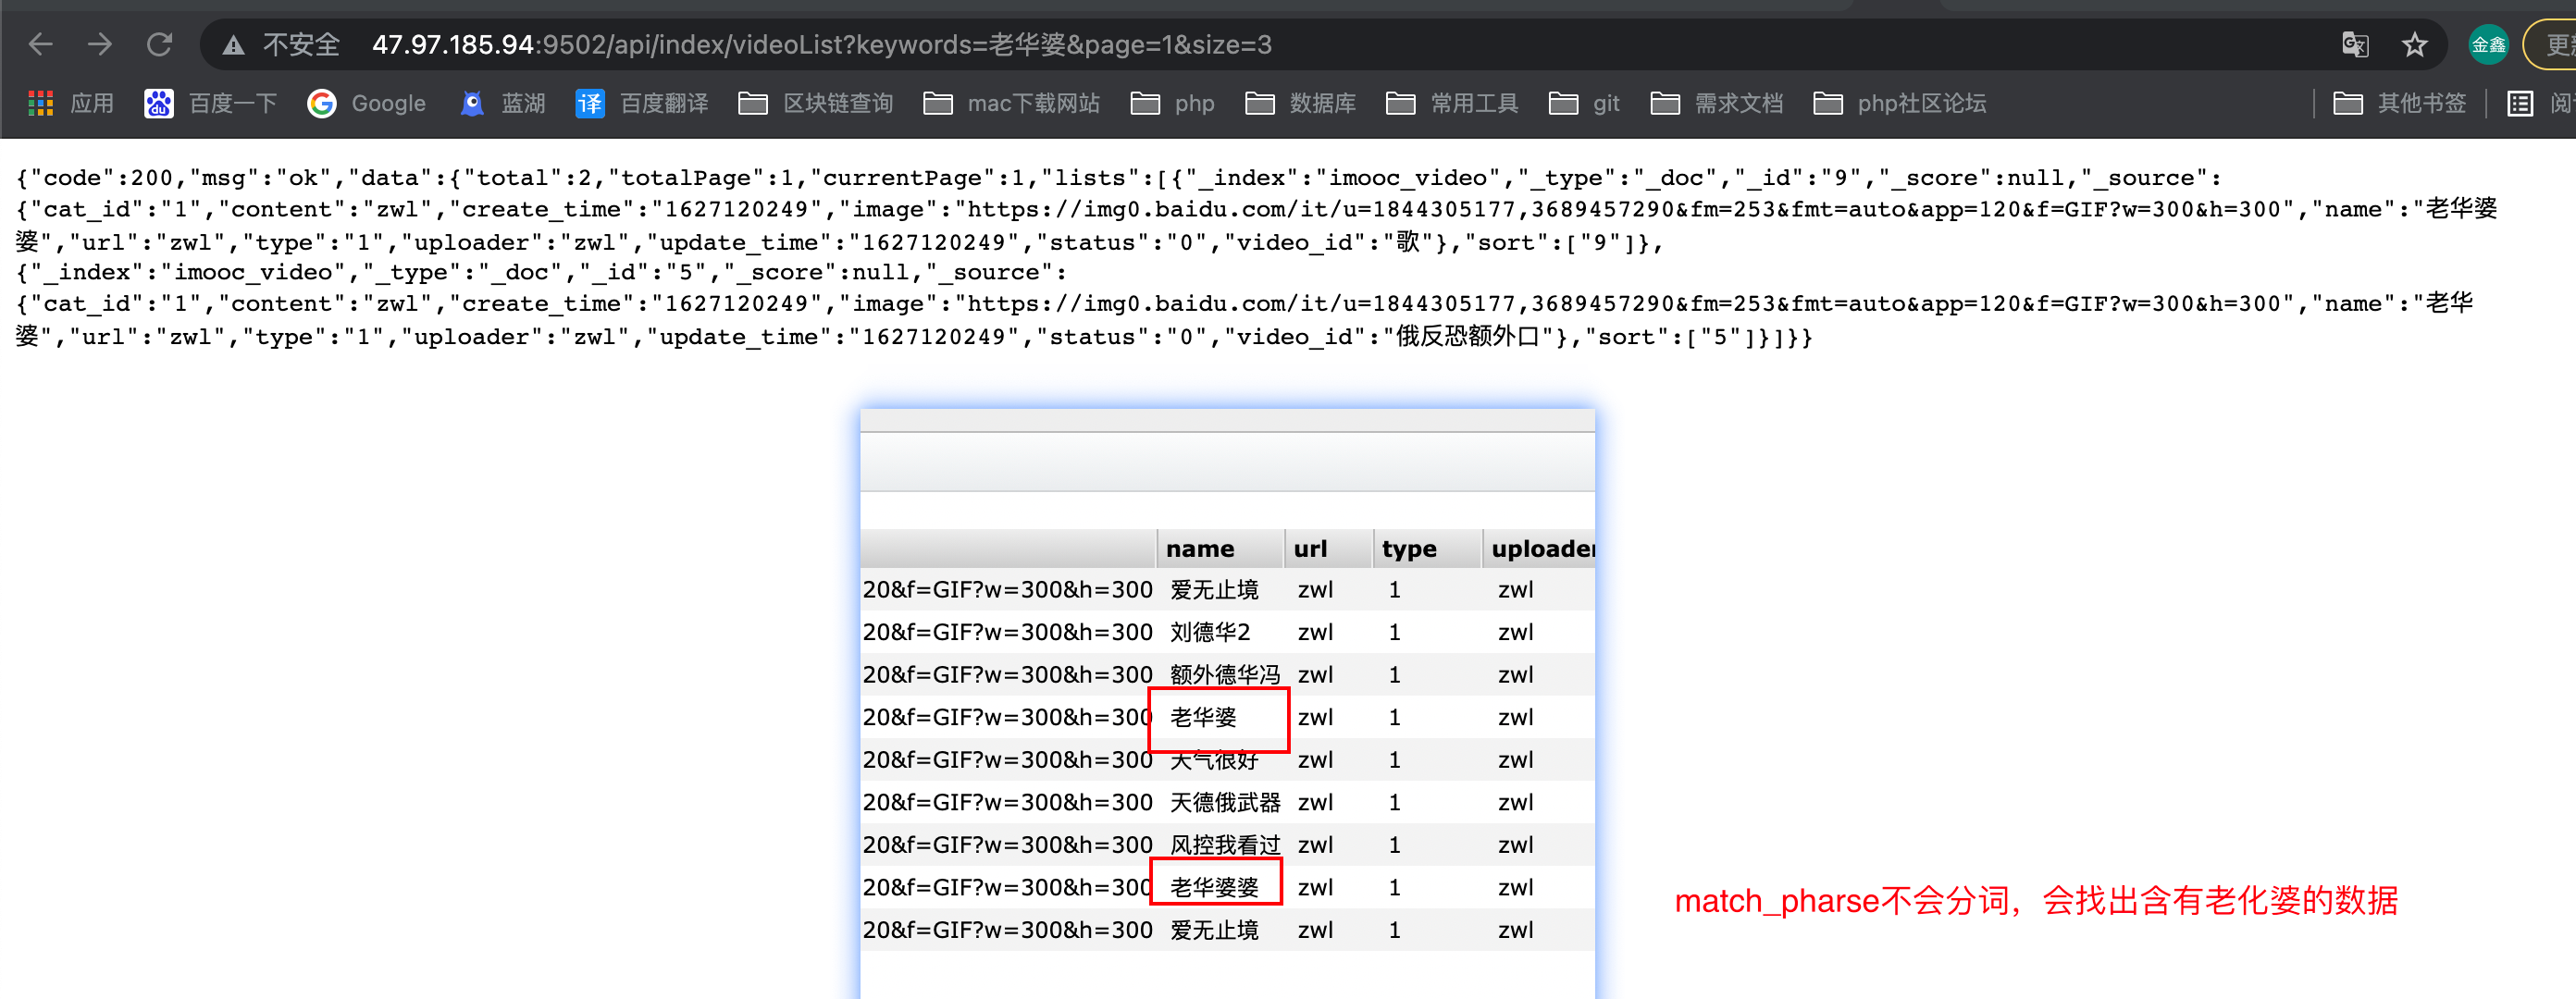 不安全 47.97.185.94:9502/api/index/videoList?keywords=老华婆&page=1&size=3 金鑫
应用 百度一下 Google 蓝湖 译 百度翻译 区块链查询 mac下载网站 php 数据库 常用工具 git 需求文档 php社区论坛 其他书签
{"code":200,"msg":"ok","data":{"total":2,"totalPage":1,"currentPage":1,"lists":[{"_index":"imooc_video","_type":"_doc","_id":"9","_score":null,"_source":
{"cat_id":"1","content":"zwl","create_time":"1627120249","image":"https://img0.baidu.com/it/u=1844305177,3689457290&fm=253&fmt=auto&app=120&f=GIF?w=300&h=300","name":"老华婆
婆","url":"zwl","type":"1","uploader":"zwl","update_time":"1627120249","status":"0","video_id":"歌"},"sort":["9"]},
{"_index":"imooc_video","_type":"_doc","_id":"5","_score":null,"_source":
{"cat_id":"1","content":"zwl","create_time":"1627120249","image":"https://img0.baidu.com/it/u=1844305177,3689457290&fm=253&fmt=auto&app=120&f=GIF?w=300&h=300","name":"老华
婆","url":"zwl","type":"1","uploader":"zwl","update_time":"1627120249","status":"0","video_id":"俄反恐额外口"},"sort":["5"]}]}}
name url type uploader
20&f=GIF?w=300&h=300 爱无止境 zwl 1 zwl
20&f=GIF?w=300&h=300 刘德华2 zwl 1 zwl
20&f=GIF?w=300&h=300 额外德华冯 zwl 1 zwl
20&f=GIF?w=300&h=300 老华婆 zwl 1 zwl
20&f=GIF?w=300&h=300 天气很好 zwl 1 zwl
20&f=GIF?w=300&h=300 天德俄武器 zwl 1 zwl
20&f=GIF?w=300&h=300 风控我看过 zwl 1 zwl
20&f=GIF?w=300&h=300 老华婆婆 zwl 1 zwl
20&f=GIF?w=300&h=300 爱无止境 zwl 1 zwl
match_pharse不会分词，会找出含有老化婆的数据